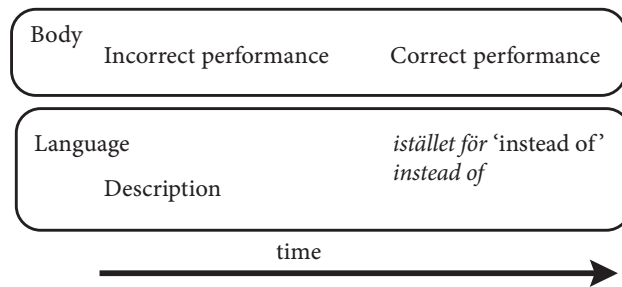 Body
Incorrect performance Correct performance
Language istället för ‘instead of’
instead of
Description
time